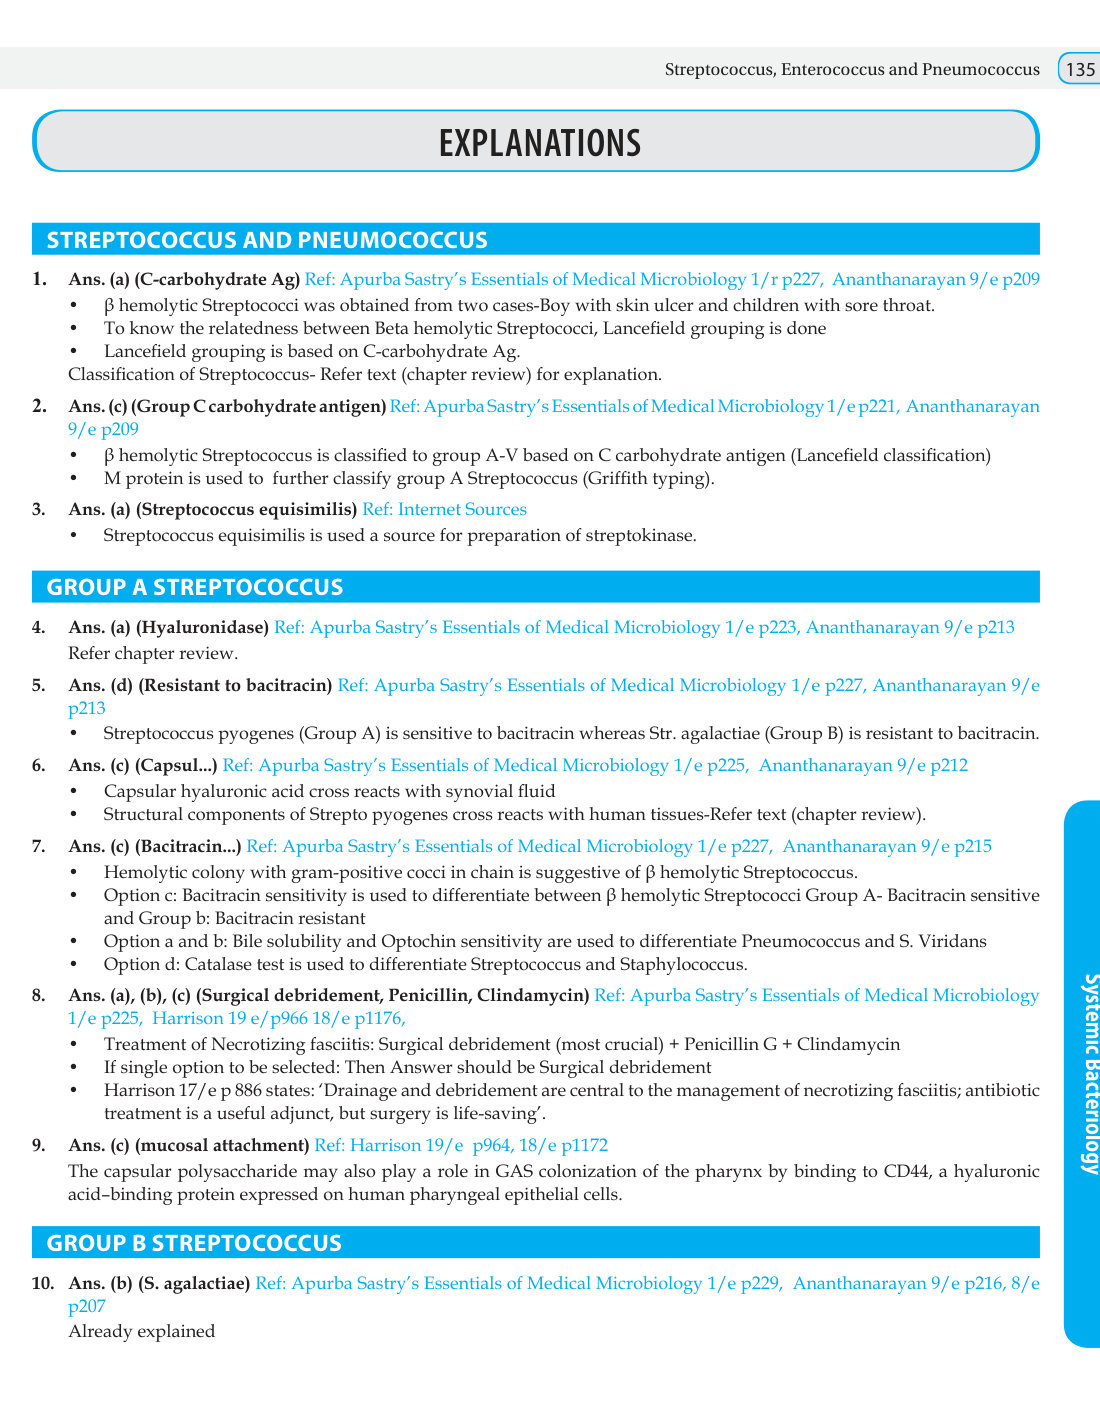 Streptococcus, Enterococcus and Pneumococcus 135
EXPLANATIONS
STREPTOCOCCUS AND PNEUMOCOCCUS
1. Ans. (a) (C-carbohydrate Ag) Ref: Apurba Sastry's Essentials of Medical Microbiology 1/r p227, Ananthanarayan 9/e p209
• β hemolytic Streptococci was obtained from two cases-Boy with skin ulcer and children with sore throat.
• To know the relatedness between Beta hemolytic Streptococci, Lancefield grouping is done
• Lancefield grouping is based on C-carbohydrate Ag.
Classification of Streptococcus- Refer text (chapter review) for explanation.
2. Ans. (c) (Group C carbohydrate antigen) Ref: Apurba Sastry's Essentials of Medical Microbiology 1/e p221, Ananthanarayan
9/e p209
• β hemolytic Streptococcus is classified to group A-V based on C carbohydrate antigen (Lancefield classification)
• M protein is used to further classify group A Streptococcus (Griffith typing).
3. Ans. (a) (Streptococcus equisimilis) Ref: Internet Sources
• Streptococcus equisimilis is used a source for preparation of streptokinase.
GROUP A STREPTOCOCCUS
4. Ans. (a) (Hyaluronidase) Ref: Apurba Sastry's Essentials of Medical Microbiology 1/e p223, Ananthanarayan 9/e p213
Refer chapter review.
5. Ans. (d) (Resistant to bacitracin) Ref: Apurba Sastry's Essentials of Medical Microbiology 1/e p227, Ananthanarayan 9/e
p213
• Streptococcus pyogenes (Group A) is sensitive to bacitracin whereas Str. agalactiae (Group B) is resistant to bacitracin.
6. Ans. (c) (Capsul...) Ref: Apurba Sastry's Essentials of Medical Microbiology 1/e p225, Ananthanarayan 9/e p212
• Capsular hyaluronic acid cross reacts with synovial fluid
• Structural components of Strepto pyogenes cross reacts with human tissues-Refer text (chapter review).
7. Ans. (c) (Bacitracin...) Ref: Apurba Sastry's Essentials of Medical Microbiology 1/e p227, Ananthanarayan 9/e p215
• Hemolytic colony with gram-positive cocci in chain is suggestive of β hemolytic Streptococcus.
• Option c: Bacitracin sensitivity is used to differentiate between β hemolytic Streptococci Group A- Bacitracin sensitive
and Group b: Bacitracin resistant
• Option a and b: Bile solubility and Optochin sensitivity are used to differentiate Pneumococcus and S. Viridans
• Option d: Catalase test is used to differentiate Streptococcus and Staphylococcus.
8. Ans. (a), (b), (c) (Surgical debridement, Penicillin, Clindamycin) Ref: Apurba Sastry's Essentials of Medical Microbiology
1/e p225, Harrison 19 e/p966 18/e p1176,
• Treatment of Necrotizing fasciitis: Surgical debridement (most crucial) + Penicillin G + Clindamycin
• If single option to be selected: Then Answer should be Surgical debridement
• Harrison 17/e p 886 states: 'Drainage and debridement are central to the management of necrotizing fasciitis; antibiotic
treatment is a useful adjunct, but surgery is life-saving'.
9. Ans. (c) (mucosal attachment) Ref: Harrison 19/e p964, 18/e p1172
The capsular polysaccharide may also play a role in GAS colonization of the pharynx by binding to CD44, a hyaluronic
acid–binding protein expressed on human pharyngeal epithelial cells.
GROUP B STREPTOCOCCUS
10. Ans. (b) (S. agalactiae) Ref: Apurba Sastry's Essentials of Medical Microbiology 1/e p229, Ananthanarayan 9/e p216, 8/e
p207
Already explained
Systemic Bacteriology